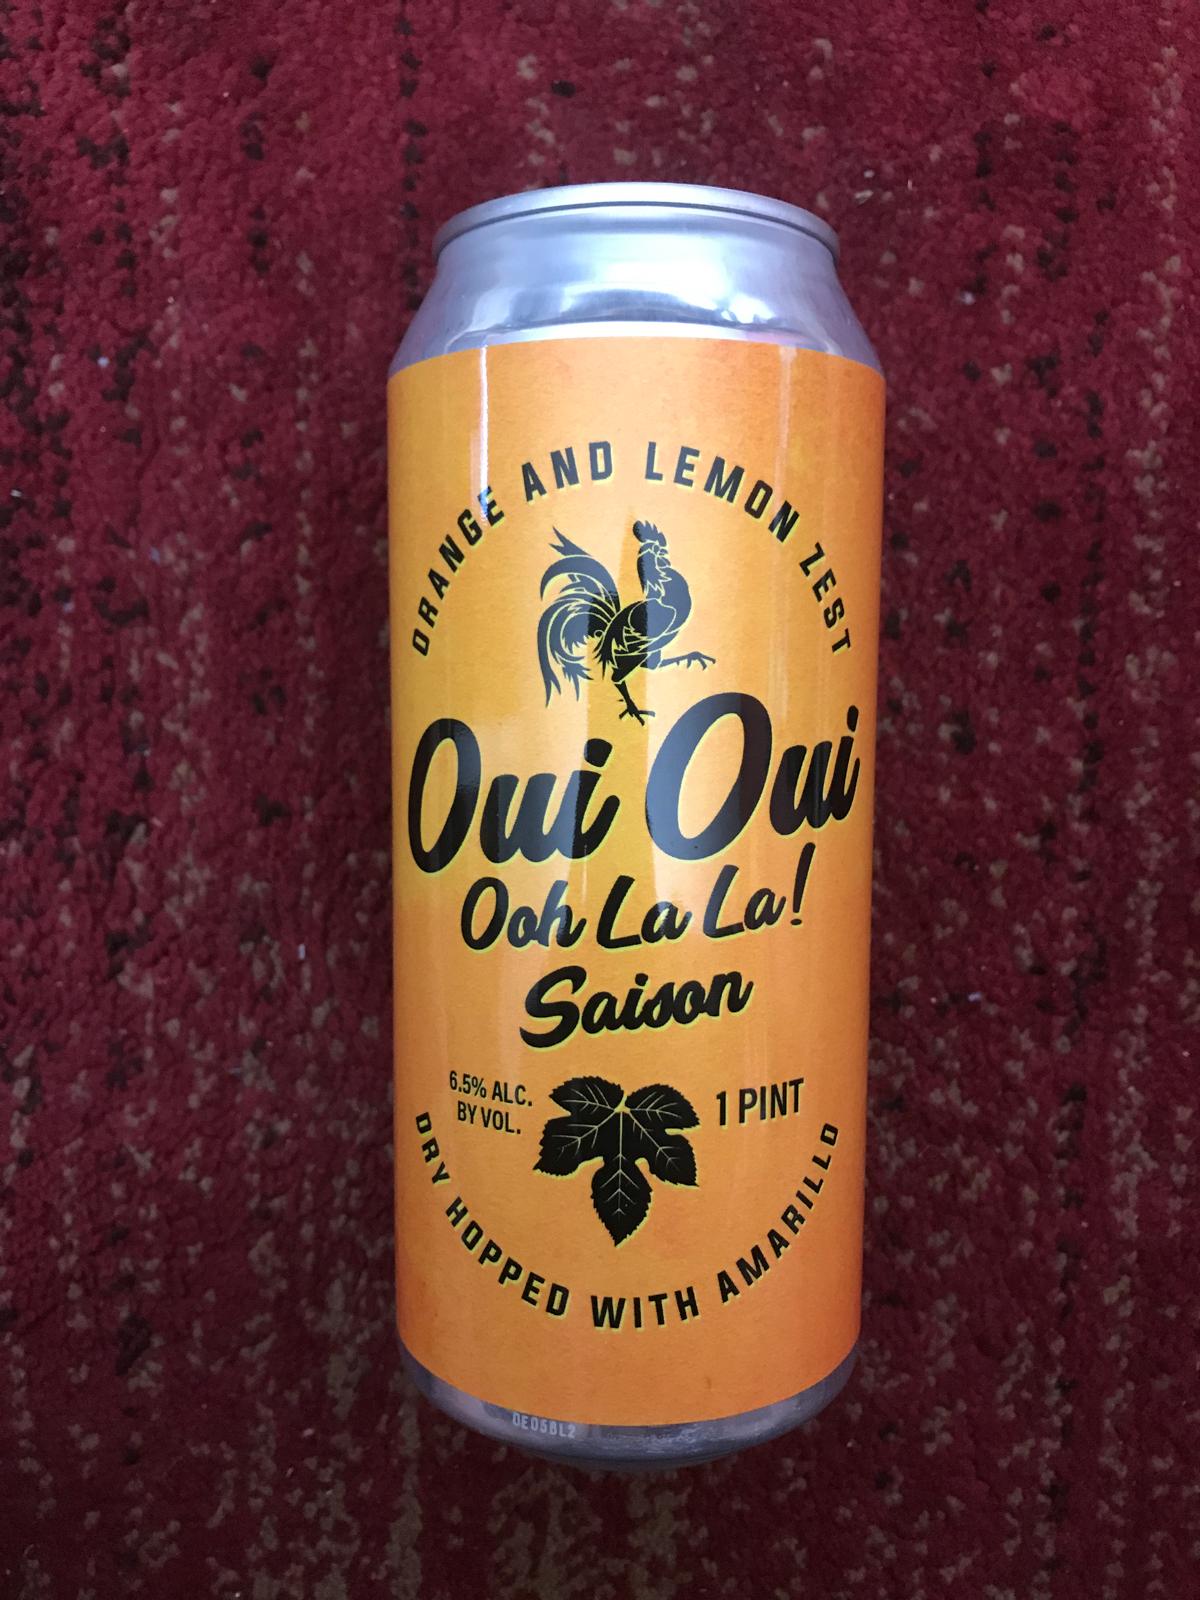 ORANGE AND LEMON ZEST
Oui Oui
Ooh La La!
Saison
6.5% ALC.
BY VOL.
1 PINT
DRY HOPPED WITH AMARILLO
DE05BL2